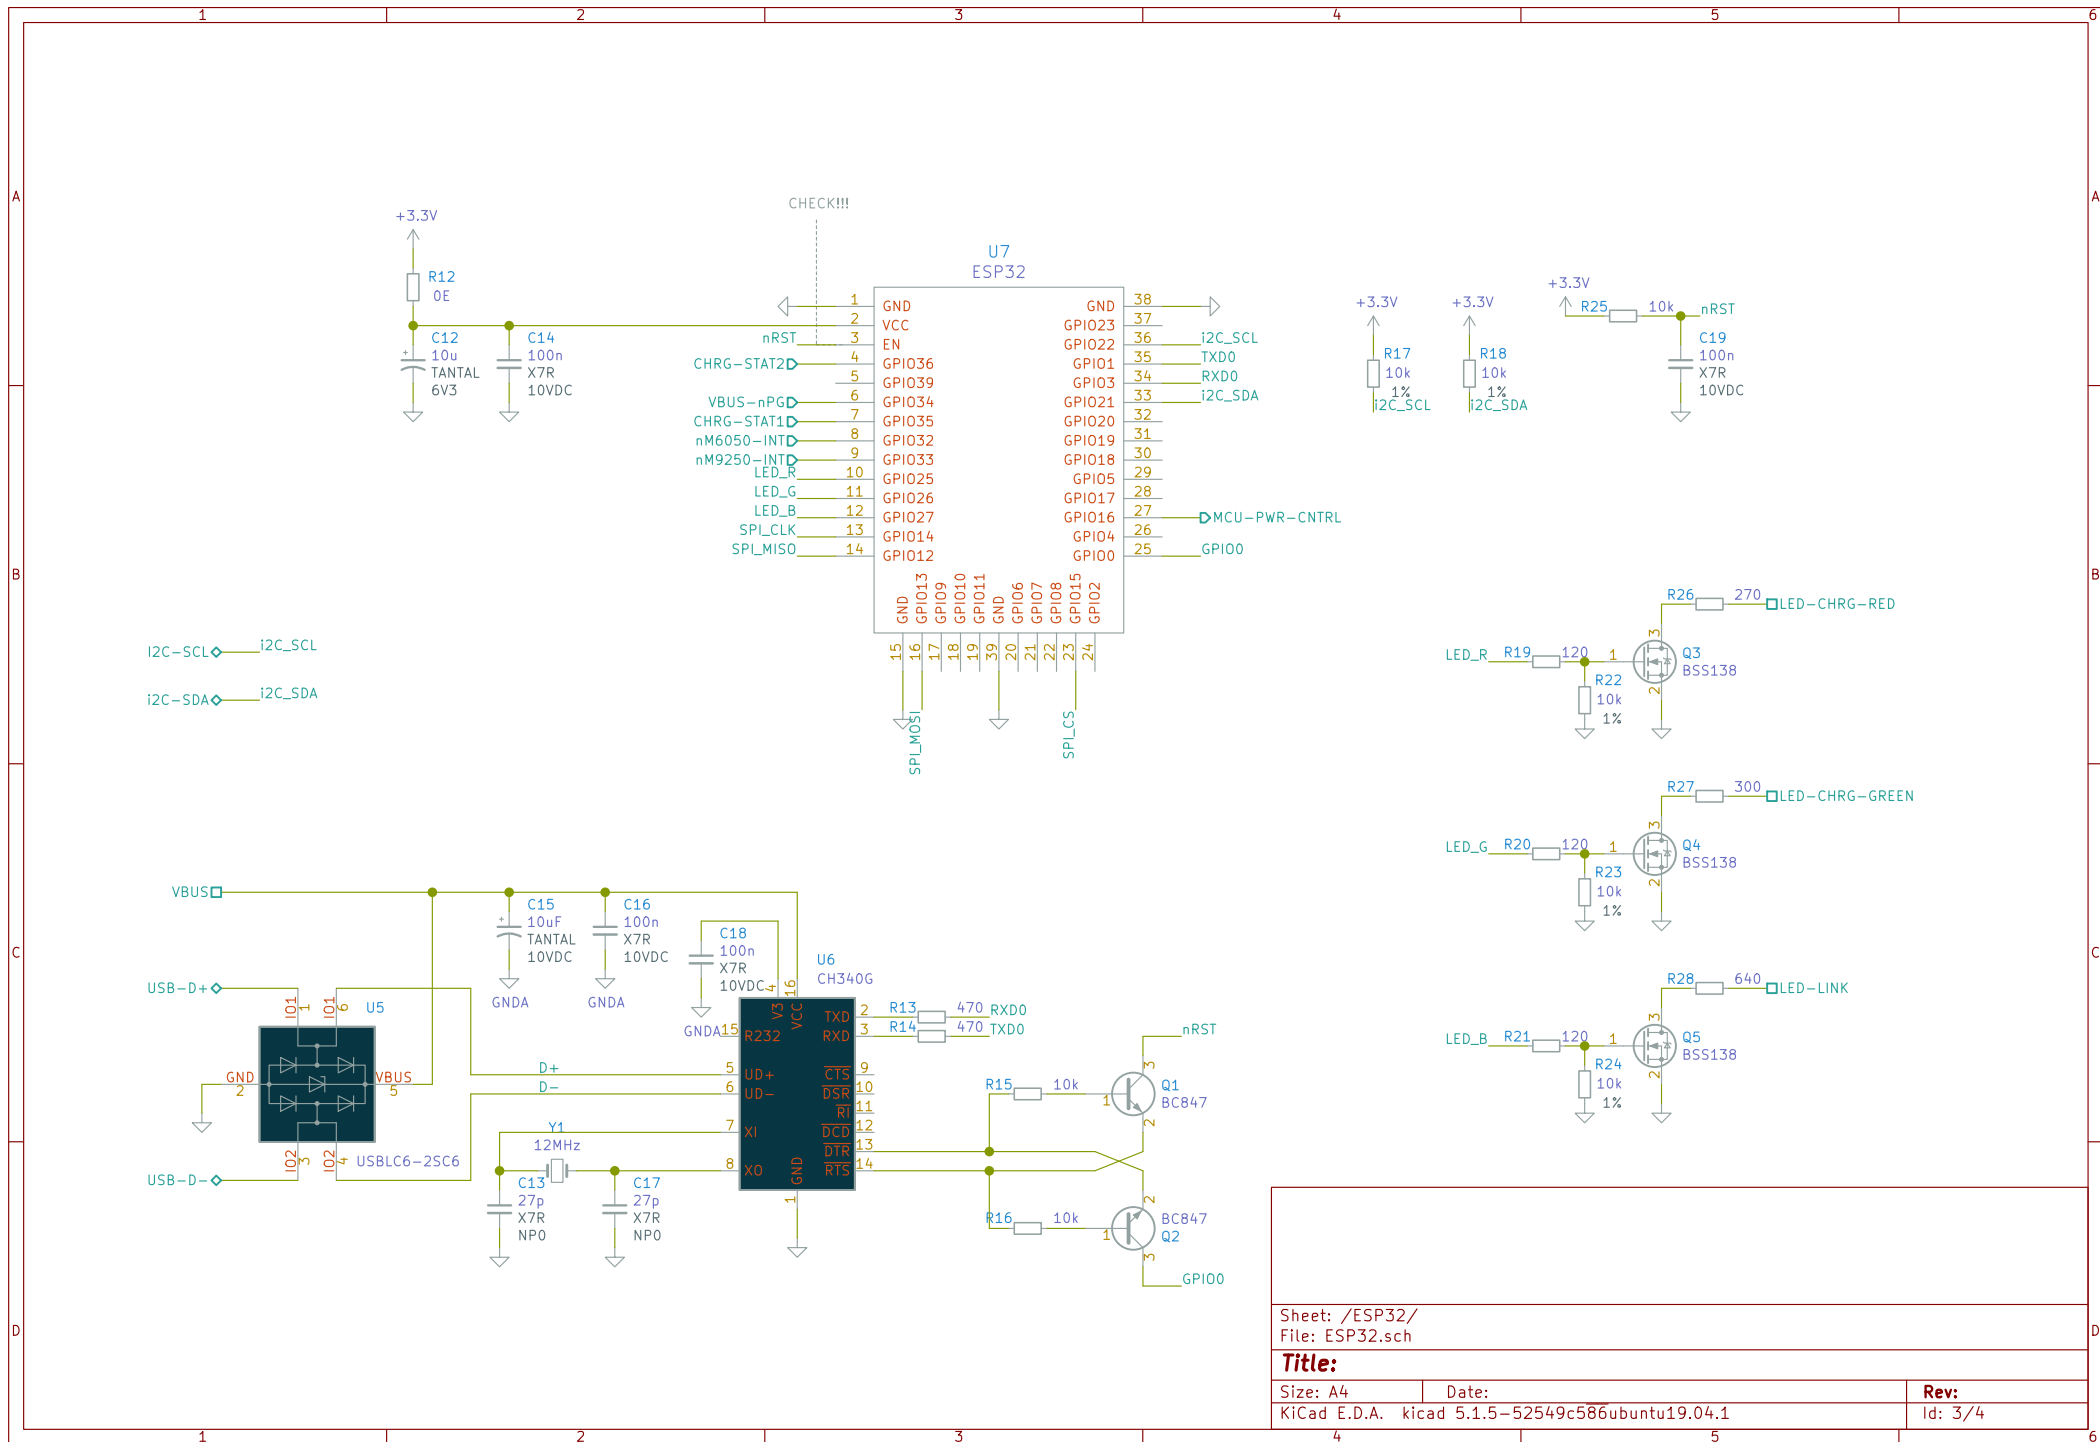 1 2 3 4 5 6
A A
B B
C C
D D
1 2 3 4 5 6
CHECK!!!
+3.3V
R12
0E
C12
10u
TANTAL
6V3
C14
100n
X7R
10VDC
U7
ESP32
1 GND
2 VCC
nRST 3 EN
CHRG-STAT2 4 GPIO36
5 GPIO39
VBUS-nPG 6 GPIO34
CHRG-STAT1 7 GPIO35
nM6050-INT 8 GPIO32
nM9250-INT 9 GPIO33
LED_R 10 GPIO25
LED_G 11 GPIO26
LED_B 12 GPIO27
SPI_CLK 13 GPIO14
SPI_MISO 14 GPIO12
GND 38
GPIO23 37
GPIO22 36 i2C_SCL
GPIO1 35 TXD0
GPIO3 34 RXD0
GPIO21 33 i2C_SDA
GPIO20 32
GPIO19 31
GPIO18 30
GPIO5 29
GPIO17 28
GPIO16 27 MCU-PWR-CNTRL
GPIO4 26
GPIO0 25 GPIO0
GND GPIO13 GPIO9 GPIO10 GPIO11 GND GPIO6 GPIO7 GPIO8 GPIO15 GPIO2
15 16 17 18 19 39 20 21 22 23 24
SPI_MOSI
SPI_CS
+3.3V
R17
10k
1%
i2C_SCL
+3.3V
R18
10k
1%
i2C_SDA
+3.3V
R25 10k nRST
C19
100n
X7R
10VDC
I2C-SCL i2C_SCL
i2C-SDA i2C_SDA
R26 270 LED-CHRG-RED
LED_R R19 120 1 3 2
Q3
BSS138
R22
10k
1%
R27 300 LED-CHRG-GREEN
LED_G R20 120 1 3 2
Q4
BSS138
R23
10k
1%
R28 640 LED-LINK
LED_B R21 120 1 3 2
Q5
BSS138
R24
10k
1%
VBUS
C15
10uF
TANTAL
10VDC
GNDA
C16
100n
X7R
10VDC
GNDA
C18
100n
X7R
10VDC
GNDA
USB-D+
U5
IO1 1 IO1 6
GND 2
VBUS 5
IO2 3 IO2 4
USBLC6-2SC6
USB-D-
D+
D-
Y1
12MHz
C13
27p
X7R
NP0
C17
27p
X7R
NP0
U6
CH340G
4 V3
16 VCC
15 R232
5 UD+
6 UD-
7 XI
8 XO
GND 1
TXD 2 R13 470 RXD0
RXD 3 R14 470 TXD0
CTS 9
DSR 10
RI 11
DCD 12
DTR 13
RTS 14
nRST
R15 10k 1 3 2
Q1
BC847
R16 10k 1 2 3
BC847
Q2
GPIO0
Sheet: /ESP32/
File: ESP32.sch
Title:
Size: A4 Date: Rev:
KiCad E.D.A. kicad 5.1.5-52549c586ubuntu19.04.1 Id: 3/4